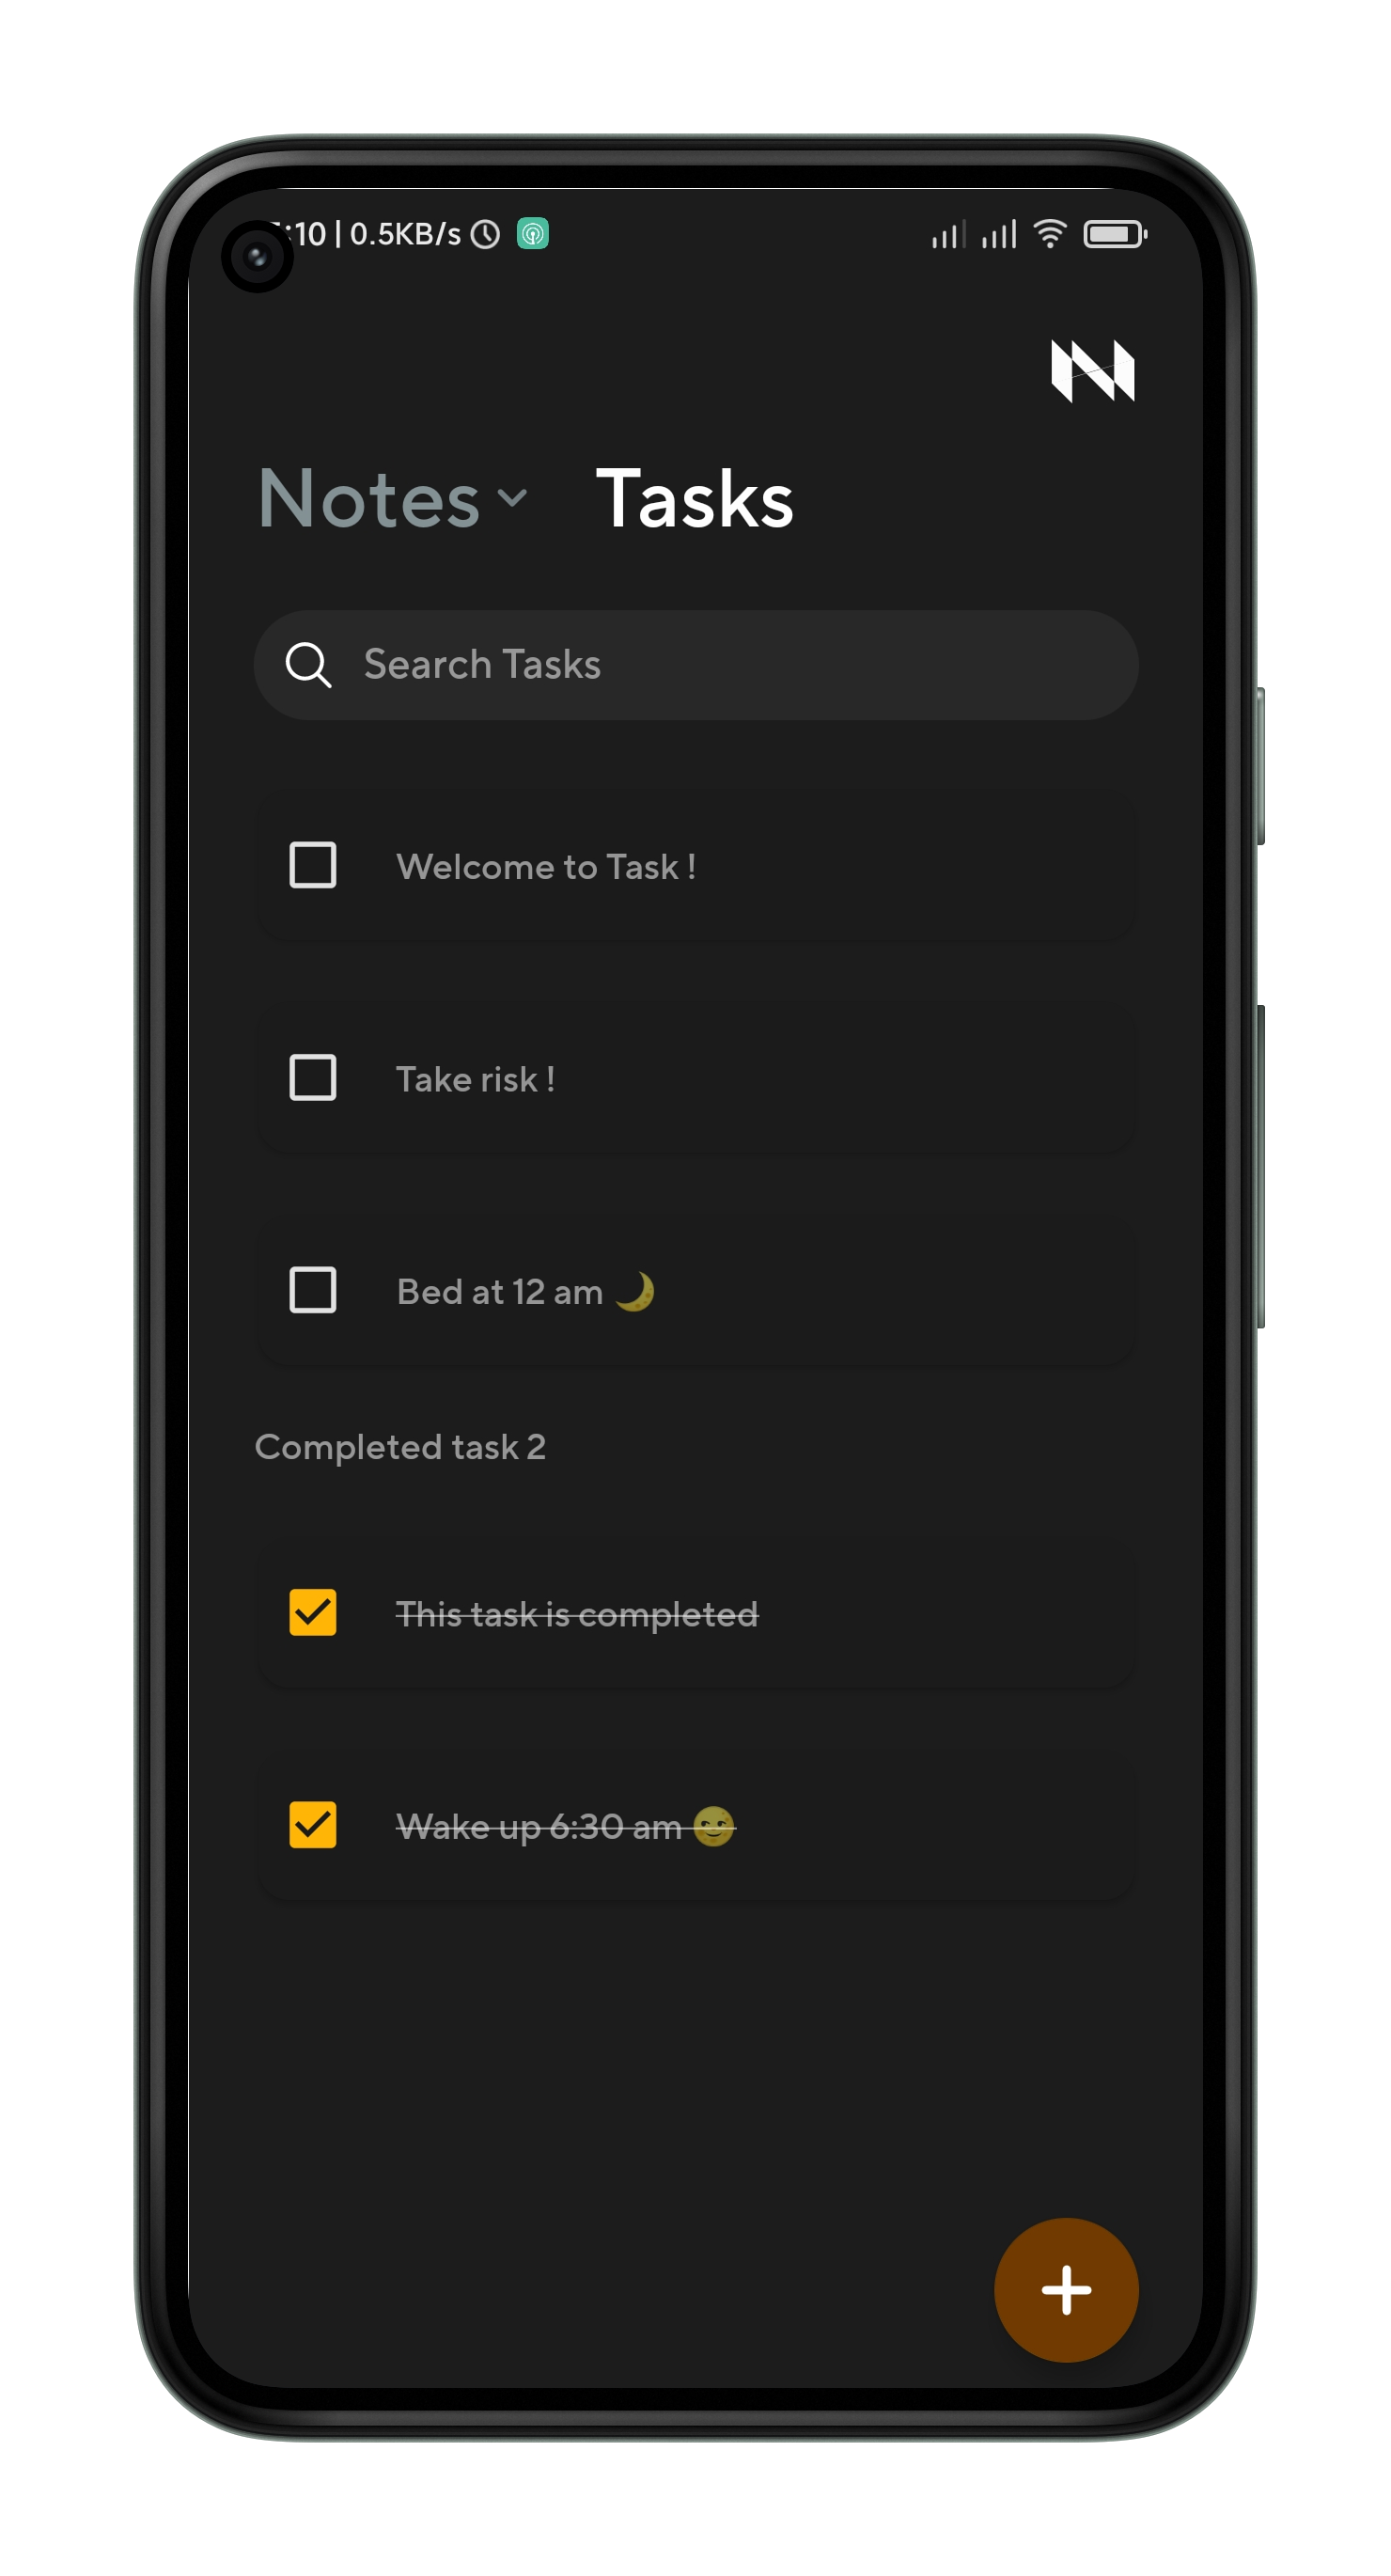 :10 | 0.5KB/s
Notes Tasks
Search Tasks
Welcome to Task !
Take risk !
Bed at 12 am 🌙
Completed task 2
This task is completed
Wake up 6:30 am 🌝